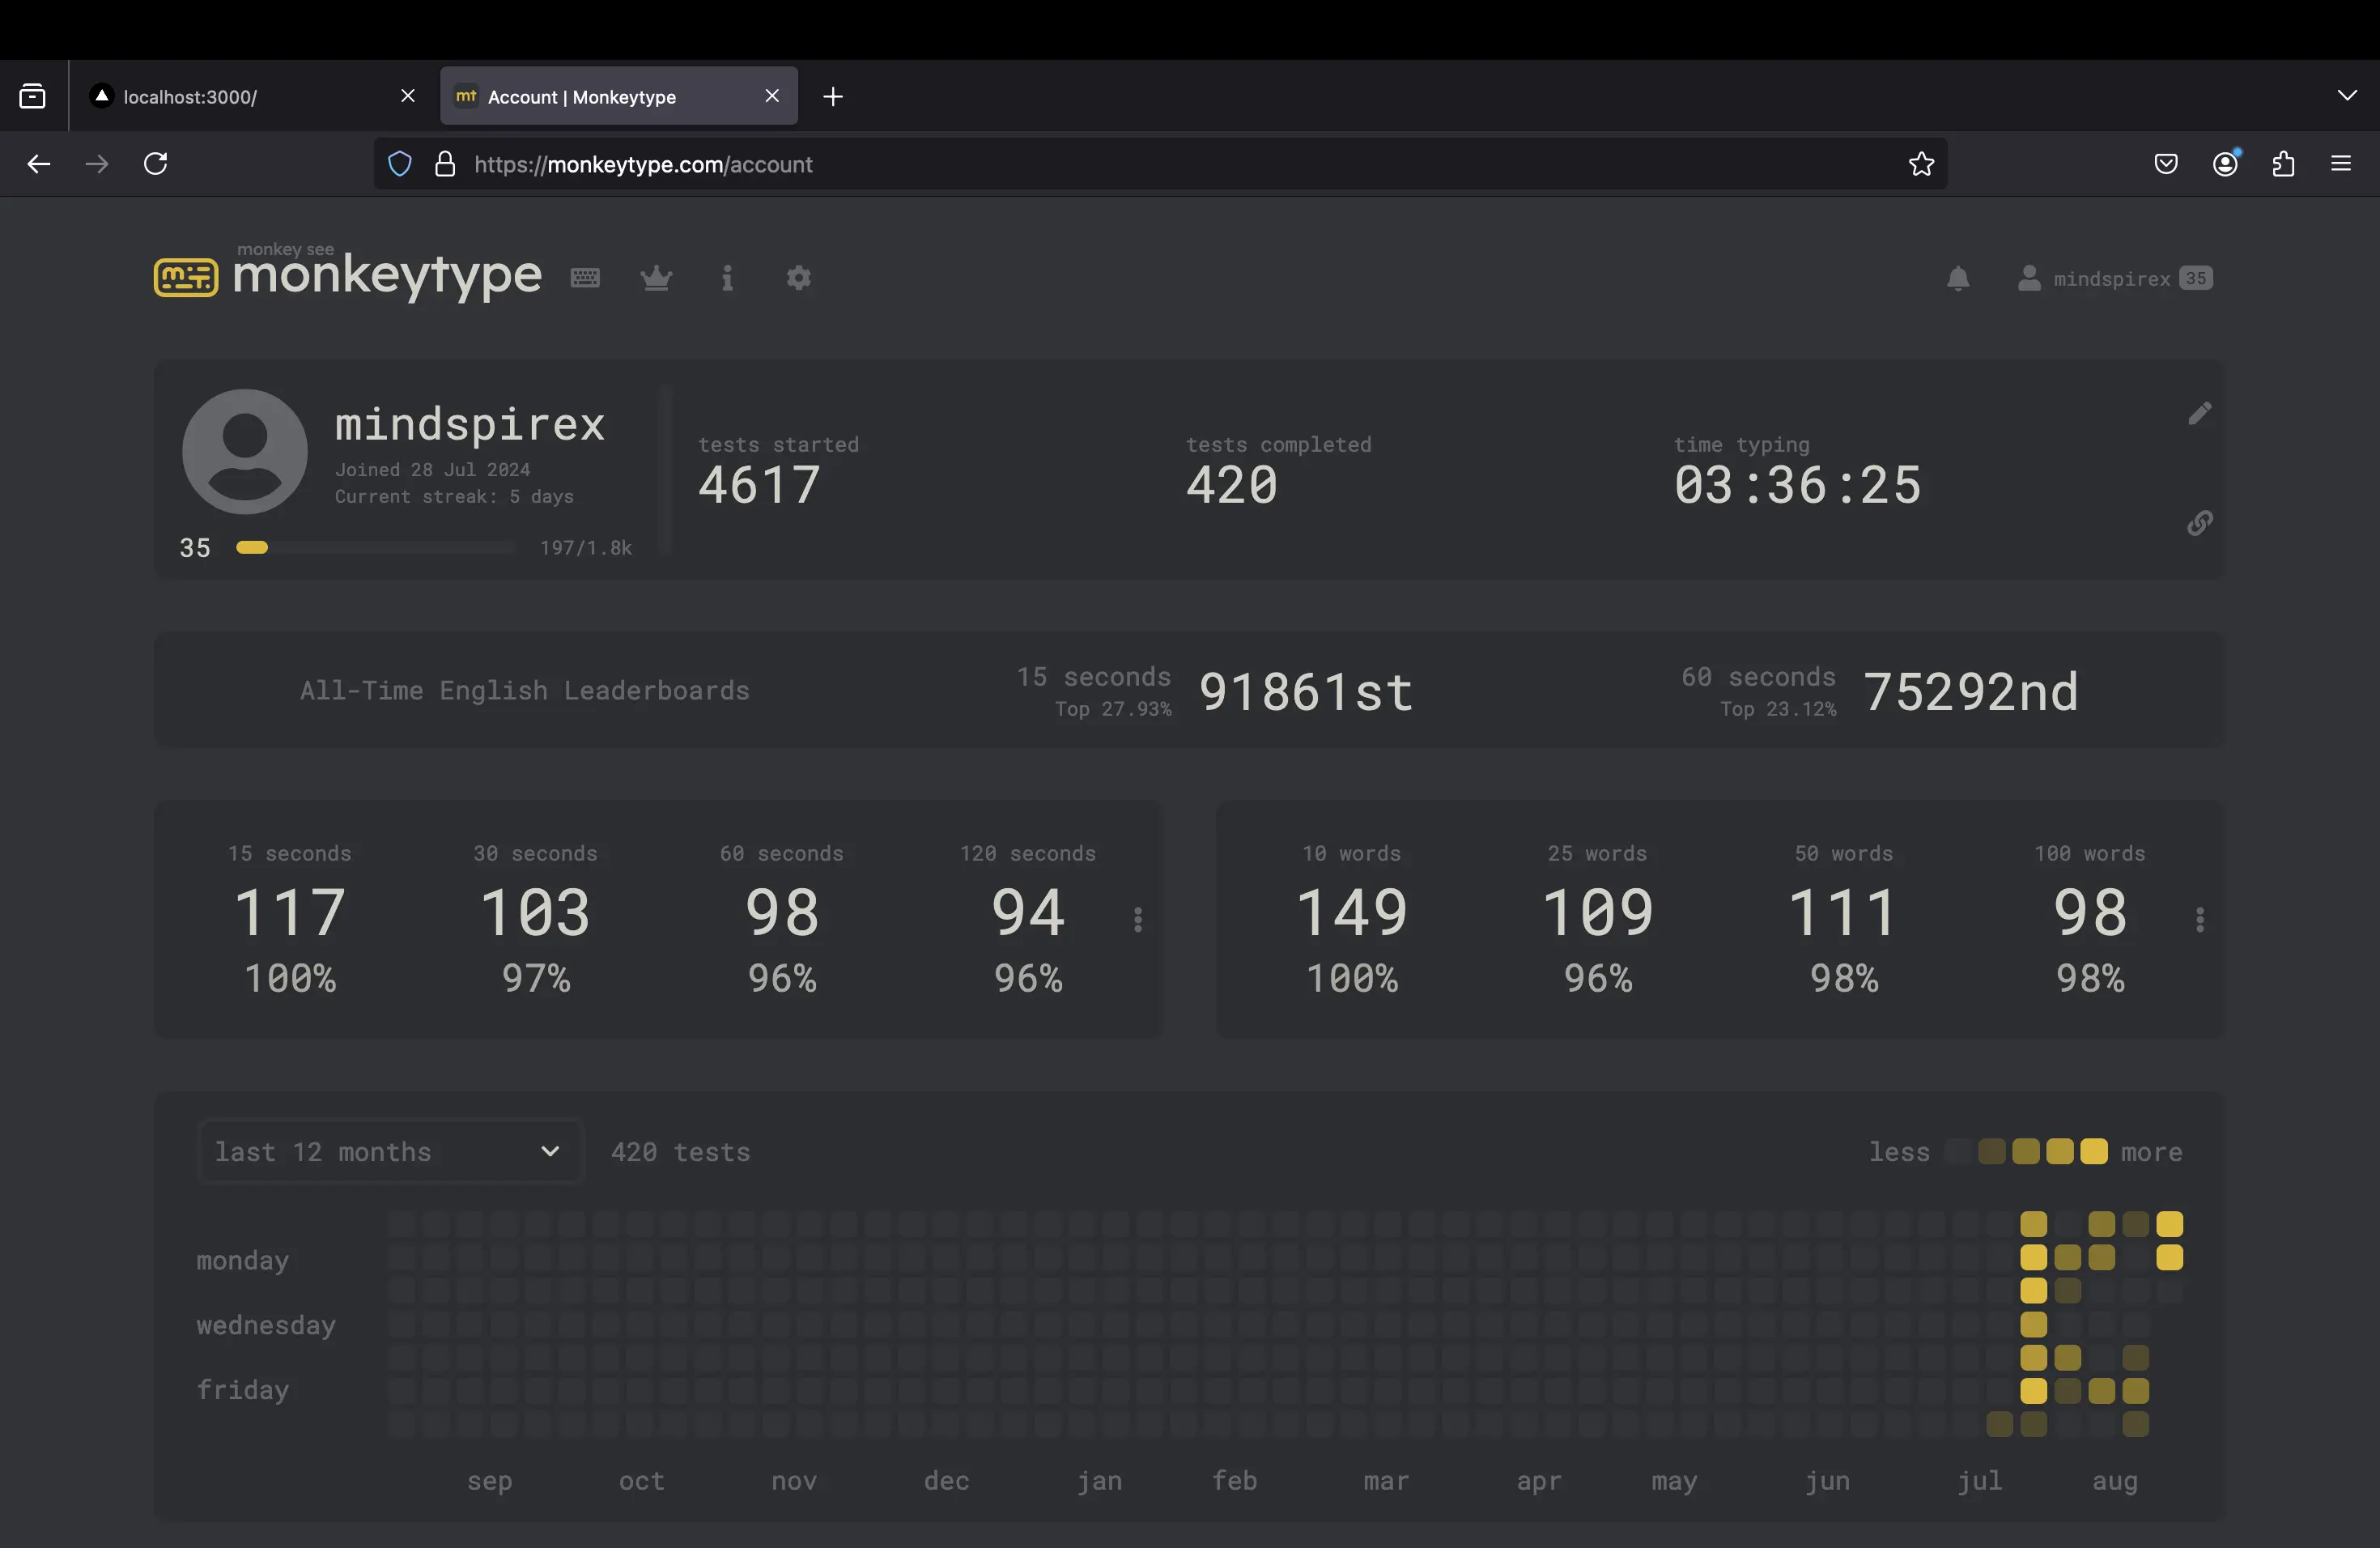 localhost:3000/
mt Account | Monkeytype
https://monkeytype.com/account
monkey see
monkeytype
mindspirex 35
mindspirex
Joined 28 Jul 2024
Current streak: 5 days
35 197/1.8k
tests started
4617
tests completed
420
time typing
03:36:25
All-Time English Leaderboards
15 seconds
Top 27.93%
91861st
60 seconds
Top 23.12%
75292nd
15 seconds
117
100%
30 seconds
103
97%
60 seconds
98
96%
120 seconds
94
96%
10 words
149
100%
25 words
109
96%
50 words
111
98%
100 words
98
98%
last 12 months
420 tests
less more
monday
wednesday
friday
sep oct nov dec jan feb mar apr may jun jul aug